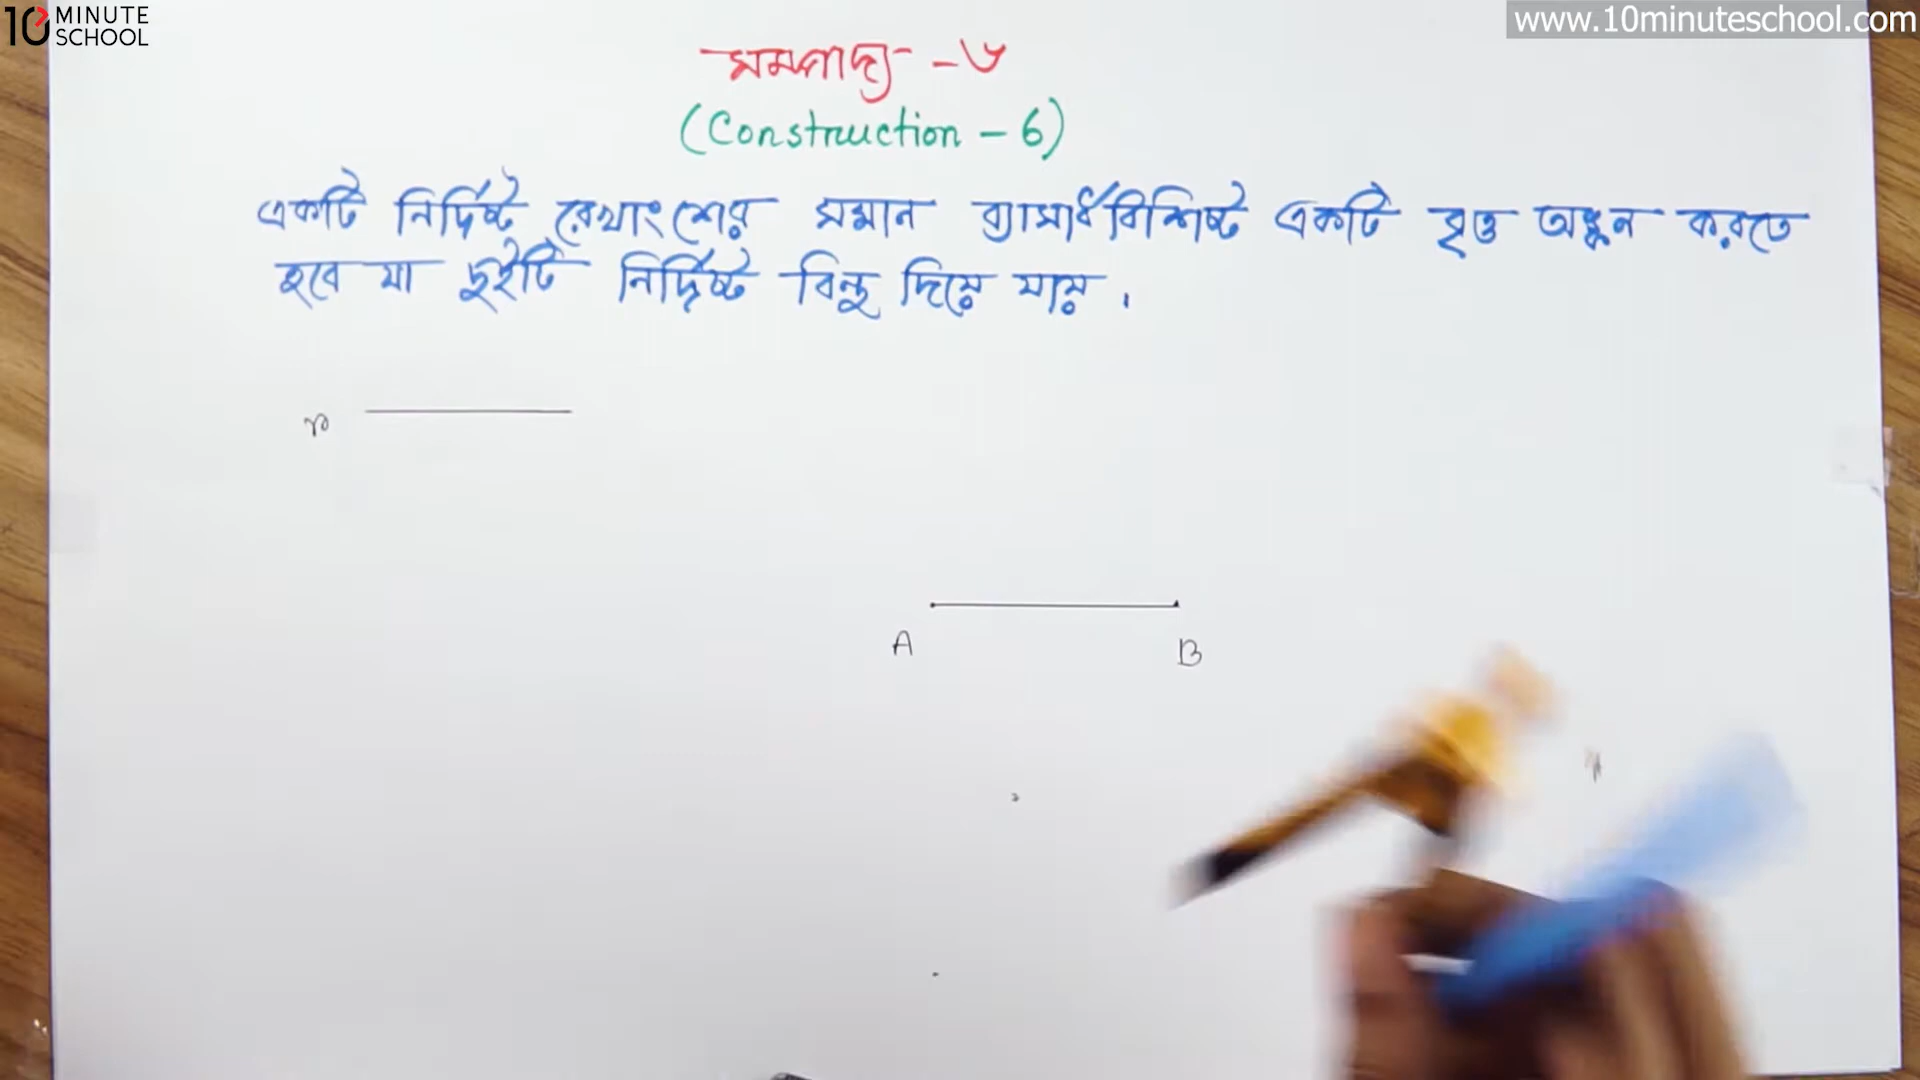 10 MINUTE SCHOOL
www.10minuteschool.com
সম্পাদ্য - ৬
(Construction - 6)
একটি নির্দিষ্ট রেখাংশের সমান ব্যাসার্ধবিশিষ্ট একটি বৃত্ত অঙ্কন করতে
হবে যা দুইটি নির্দিষ্ট বিন্দু দিয়ে যায় ।
r
A B